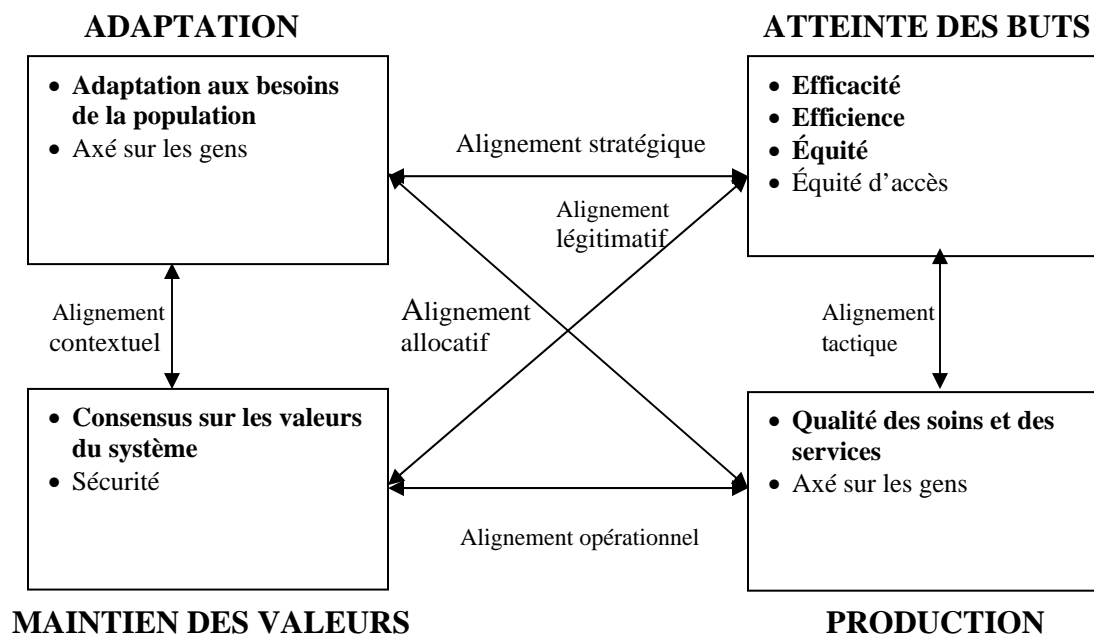 ADAPTATION
ATTEINTE DES BUTS
• Adaptation aux besoins
de la population
• Axé sur les gens
• Efficacité
• Efficience
• Équité
• Équité d’accès
Alignement stratégique
Alignement
légitimatif
Alignement
contextuel
Alignement
allocatif
Alignement
tactique
• Consensus sur les valeurs
du système
• Sécurité
• Qualité des soins et des
services
• Axé sur les gens
Alignement opérationnel
MAINTIEN DES VALEURS
PRODUCTION